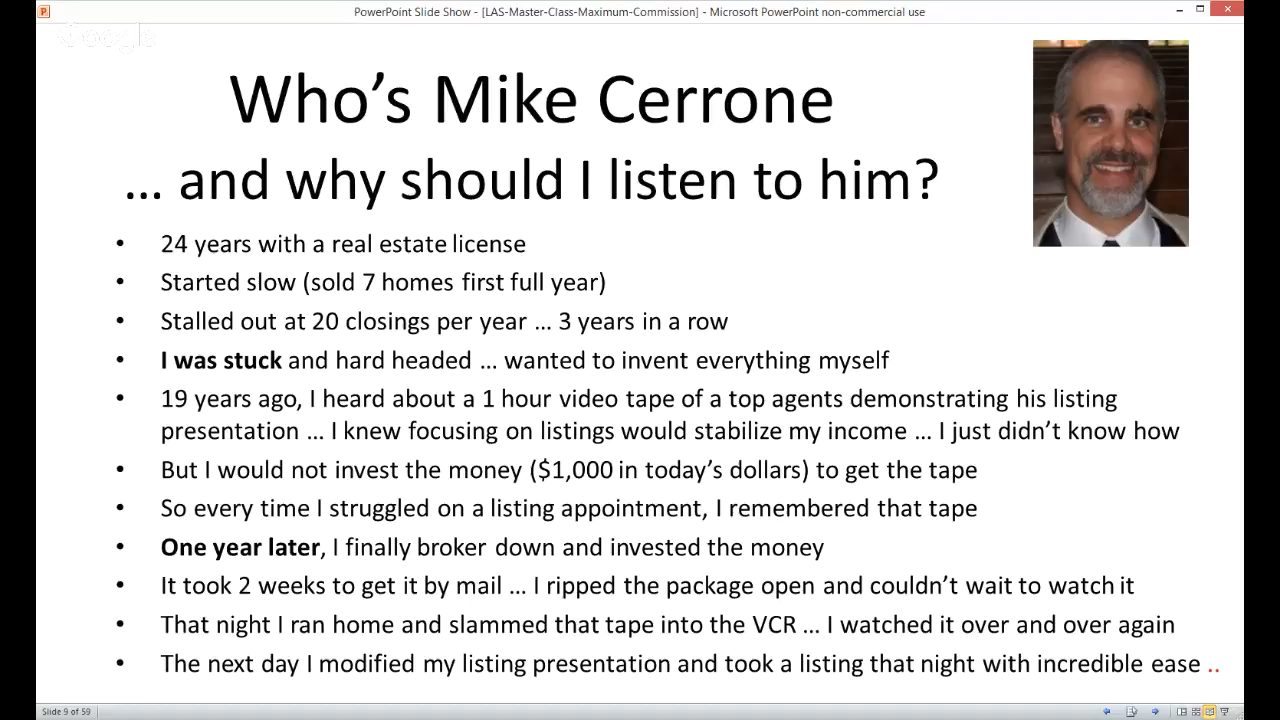 PowerPoint Slide Show - [LAS-Master-Class-Maximum-Commission] - Microsoft PowerPoint non-commercial use
Google
Who's Mike Cerrone
... and why should I listen to him?
• 24 years with a real estate license
• Started slow (sold 7 homes first full year)
• Stalled out at 20 closings per year ... 3 years in a row
• I was stuck and hard headed ... wanted to invent everything myself
• 19 years ago, I heard about a 1 hour video tape of a top agents demonstrating his listing
presentation ... I knew focusing on listings would stabilize my income ... I just didn't know how
• But I would not invest the money ($1,000 in today's dollars) to get the tape
• So every time I struggled on a listing appointment, I remembered that tape
• One year later, I finally broker down and invested the money
• It took 2 weeks to get it by mail ... I ripped the package open and couldn't wait to watch it
• That night I ran home and slammed that tape into the VCR ... I watched it over and over again
• The next day I modified my listing presentation and took a listing that night with incredible ease ..
Slide 9 of 59